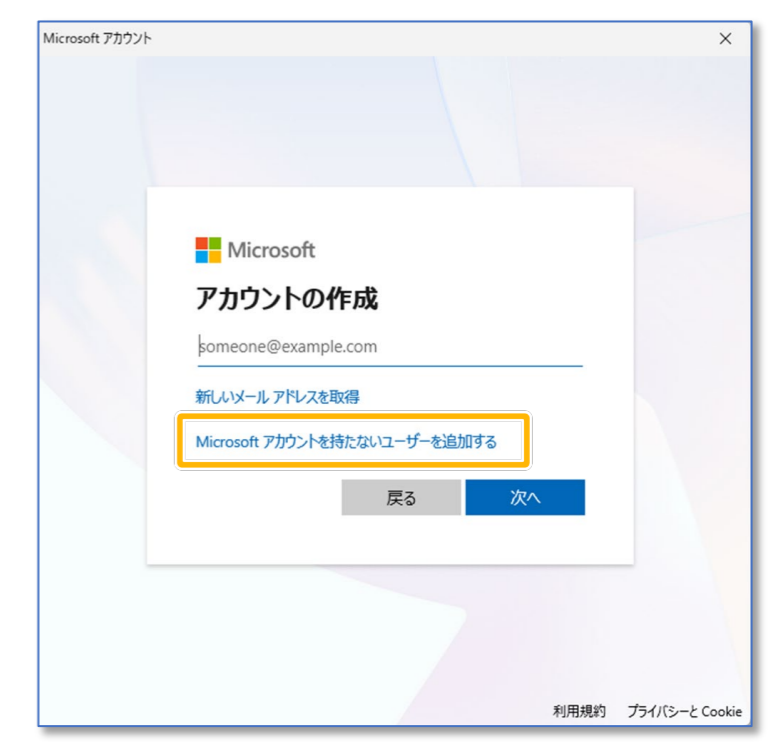 Microsoft アカウント
Microsoft
アカウントの作成
someone@example.com
新しいメール アドレスを取得
Microsoft アカウントを持たないユーザーを追加する
戻る 次へ
利用規約 プライバシーと Cookie